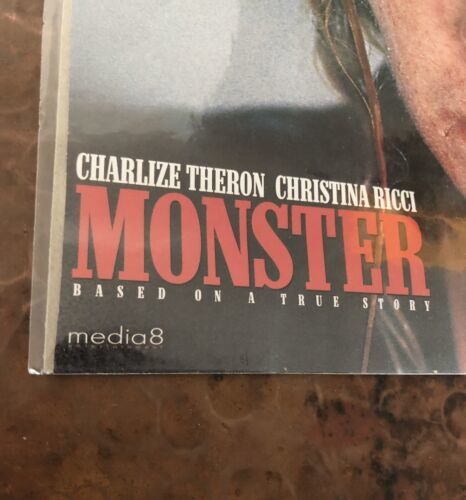 CHARLIZE THERON CHRISTINA RICCI
MONSTER
BASED ON A TRUE STORY
media8